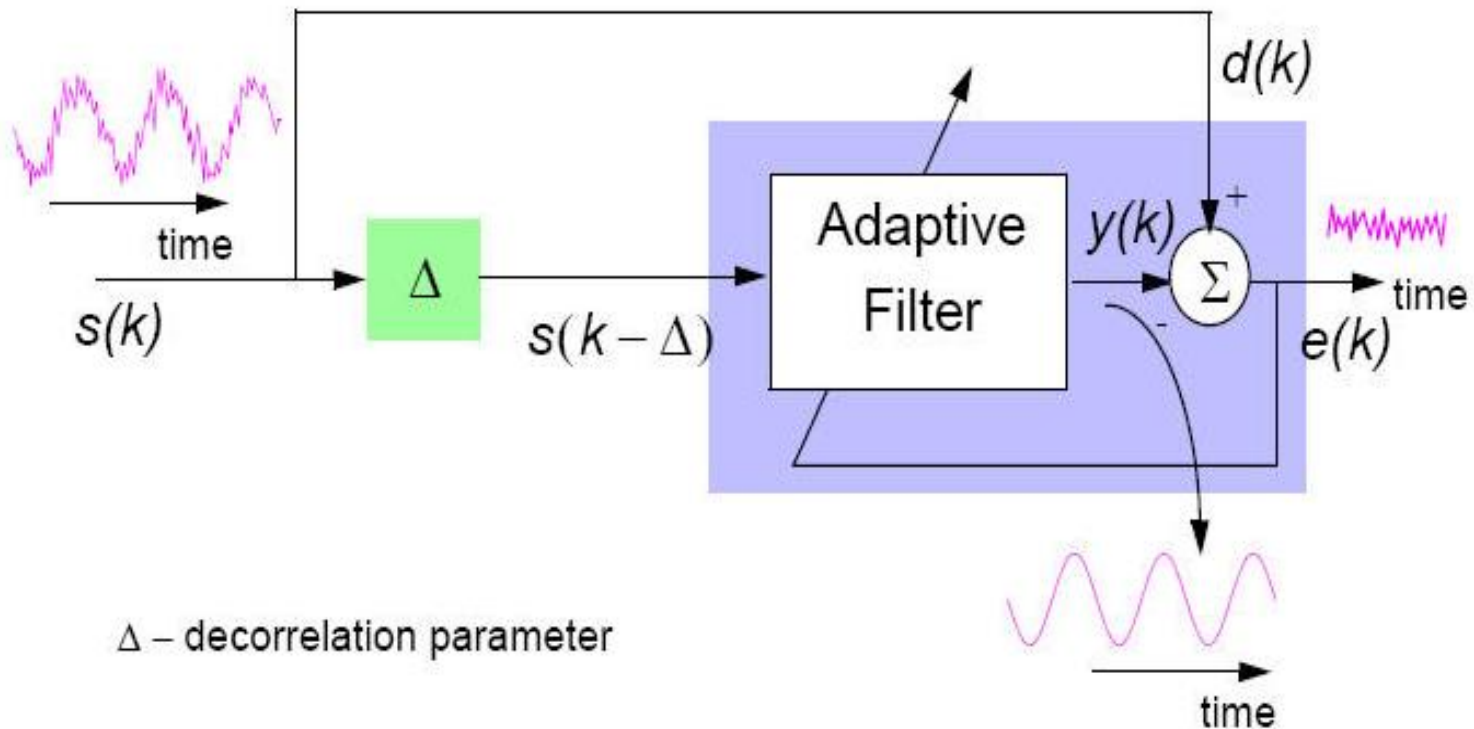 d(k)
time
s(k)
Δ
s(k – Δ)
Adaptive
Filter
y(k)
+
-
Σ
time
e(k)
Δ – decorrelation parameter
time